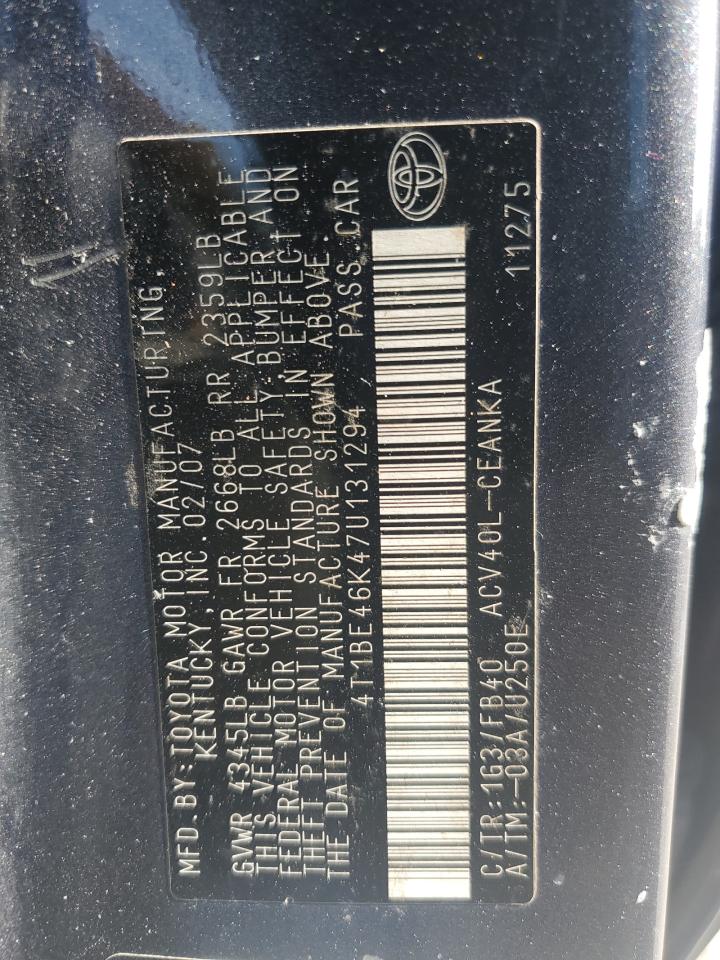 MFD.BY:TOYOTA MOTOR MANUFACTURING,
KENTUCKY,INC.02/07
GVWR 4345LB GAWR FR 2668LB RR 2359LB
THIS VEHICLE CONFORMS TO ALL APPLICABLE
FEDERAL MOTOR VEHICLE SAFETY,BUMPER AND
THEFT PREVENTION STANDARDS IN EFFECT ON
THE DATE OF MANUFACTURE SHOWN ABOVE.
4T1BE46K47U131294 PASS.CAR
C/TR:1G3/FB40 ACV40L-CEANKA
A/TM:-03A/U250E 11275